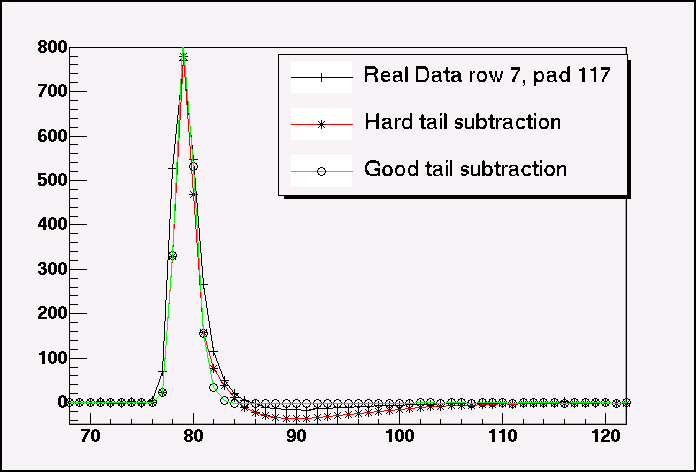 800
700
600
500
400
300
200
100
0
70 80 90 100 110 120
Real Data row 7, pad 117
Hard tail subtraction
Good tail subtraction